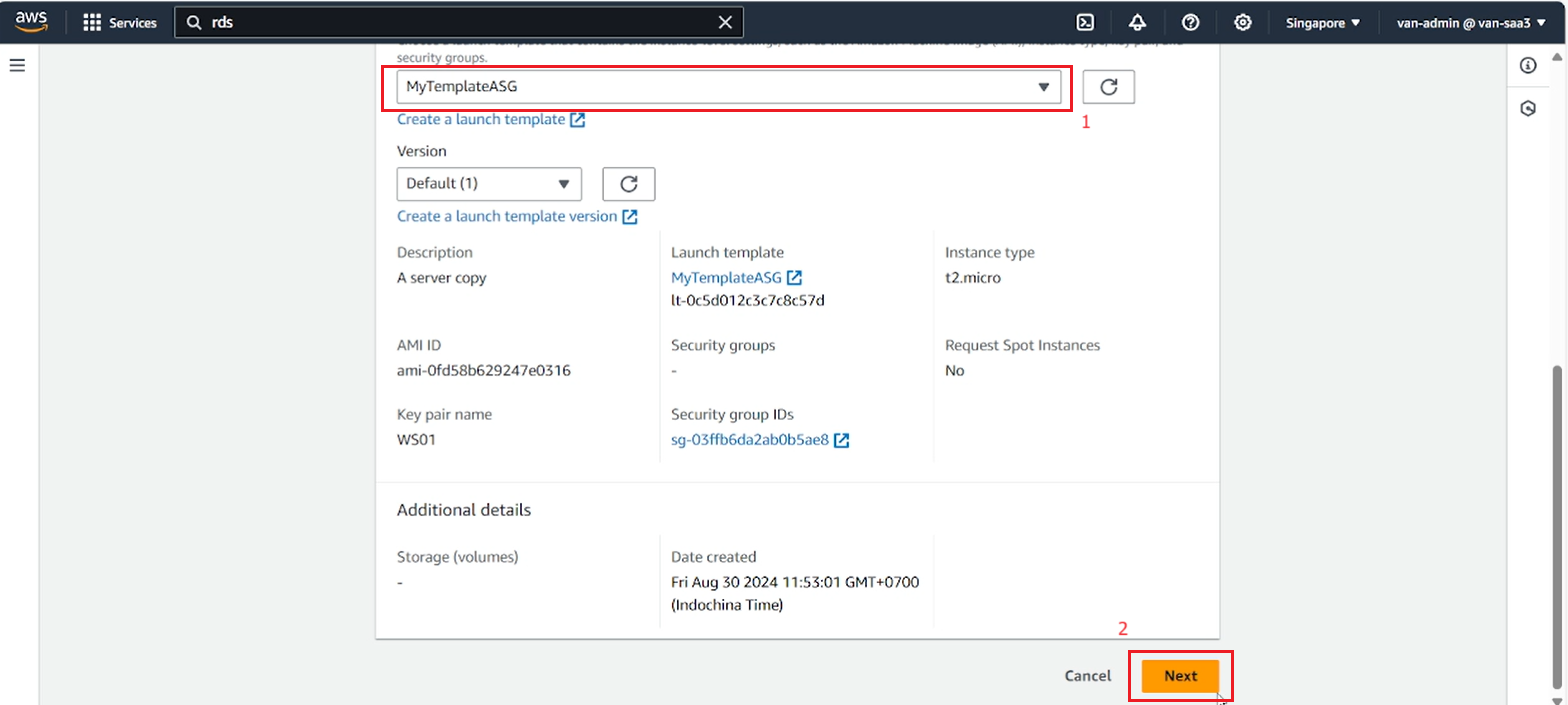 aws
Services
rds
Singapore
van-admin @ van-saa3
security groups.
MyTemplateASG
1
Create a launch template
Version
Default (1)
Create a launch template version
Description
A server copy
Launch template
MyTemplateASG
lt-0c5d012c3c7c8c57d
Instance type
t2.micro
AMI ID
ami-0fd58b629247e0316
Security groups
-
Request Spot Instances
No
Key pair name
WS01
Security group IDs
sg-03ffb6da2ab0b5ae8
Additional details
Storage (volumes)
-
Date created
Fri Aug 30 2024 11:53:01 GMT+0700
(Indochina Time)
2
Cancel
Next